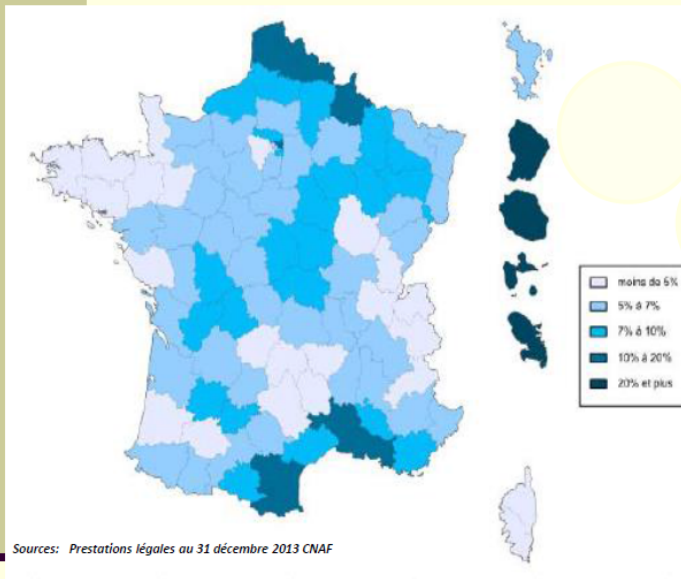 moins de 5%
5% à 7%
7% à 10%
10% à 20%
20% et plus
Sources: Prestations légales au 31 décembre 2013 CNAF